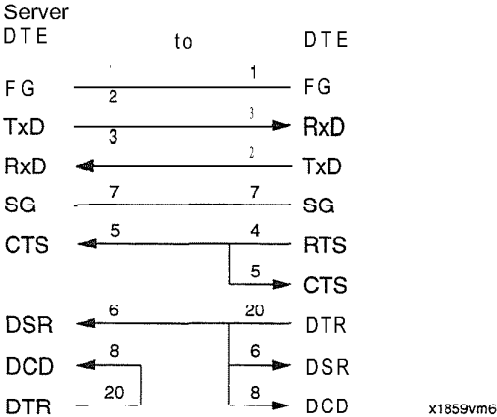 Server
DTE to DTE
FG 1 FG
2
TxD 3 RxD
3
RxD 2 TxD
SG 7 7 SG
CTS 5 4 RTS
5 CTS
DSR 6 20 DTR
DCD 8 6 DSR
DTR 20 8 DCD
x1859vm6